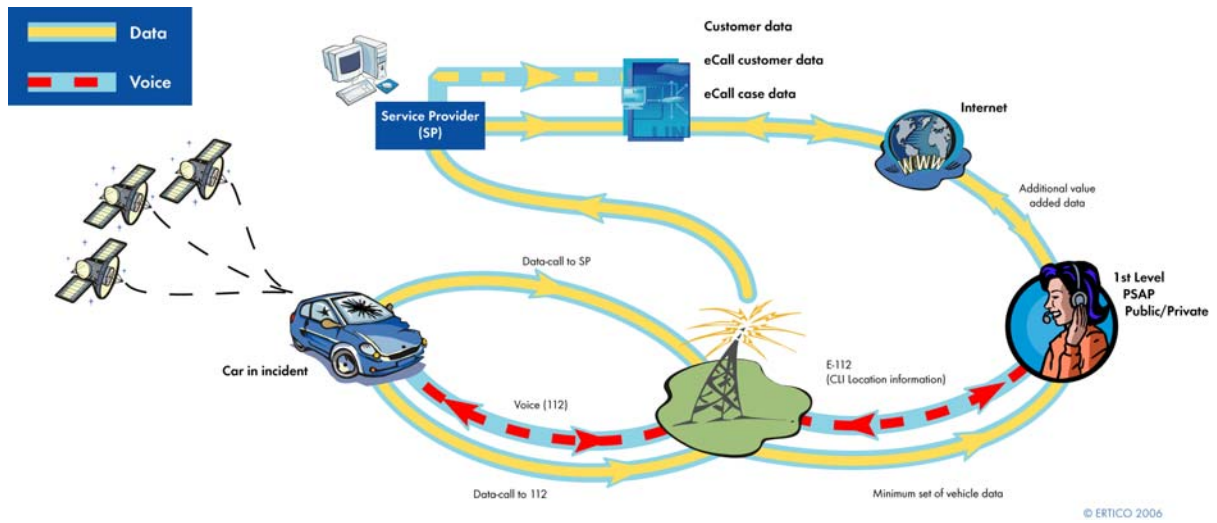 Data
Voice
Customer data
eCall customer data
eCall case data
Service Provider
(SP)
LIN
Internet
WWW
Additional value
added data
Data-call to SP
1st Level
PSAP
Public/Private
Car in incident
E-112
(CLI Location information)
Voice (112)
Data-call to 112
Minimum set of vehicle data
© ERTICO 2006